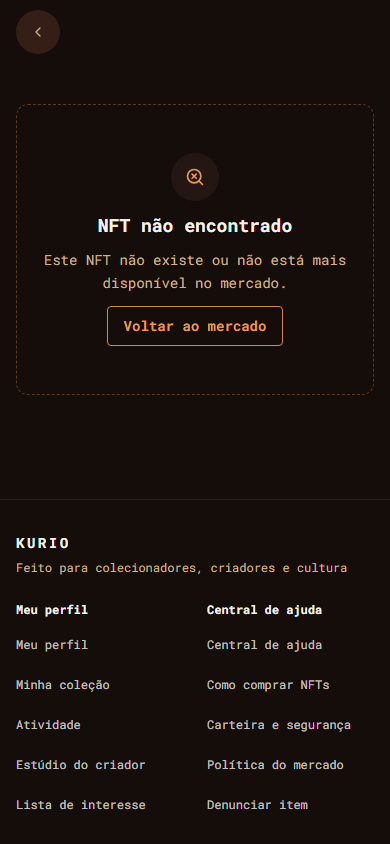 NFT não encontrado
Este NFT não existe ou não está mais
disponível no mercado.
Voltar ao mercado
KURIO
Feito para colecionadores, criadores e cultura
Meu perfil
Meu perfil
Minha coleção
Atividade
Estúdio do criador
Lista de interesse
Central de ajuda
Central de ajuda
Como comprar NFTs
Carteira e segurança
Política do mercado
Denunciar item